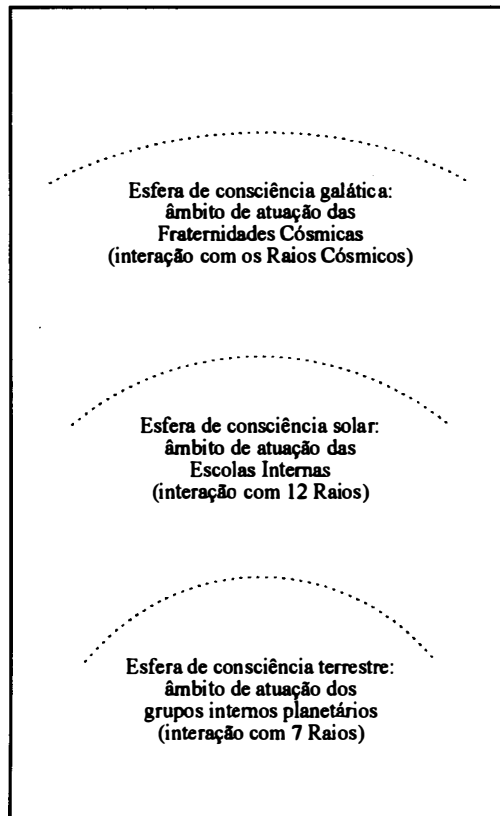 Esfera de consciência galática:
âmbito de atuação das
Fraternidades Cósmicas
(interação com os Raios Cósmicos)
Esfera de consciência solar:
âmbito de atuação das
Escolas Internas
(interação com 12 Raios)
Esfera de consciência terrestre:
âmbito de atuação dos
grupos internos planetários
(interação com 7 Raios)